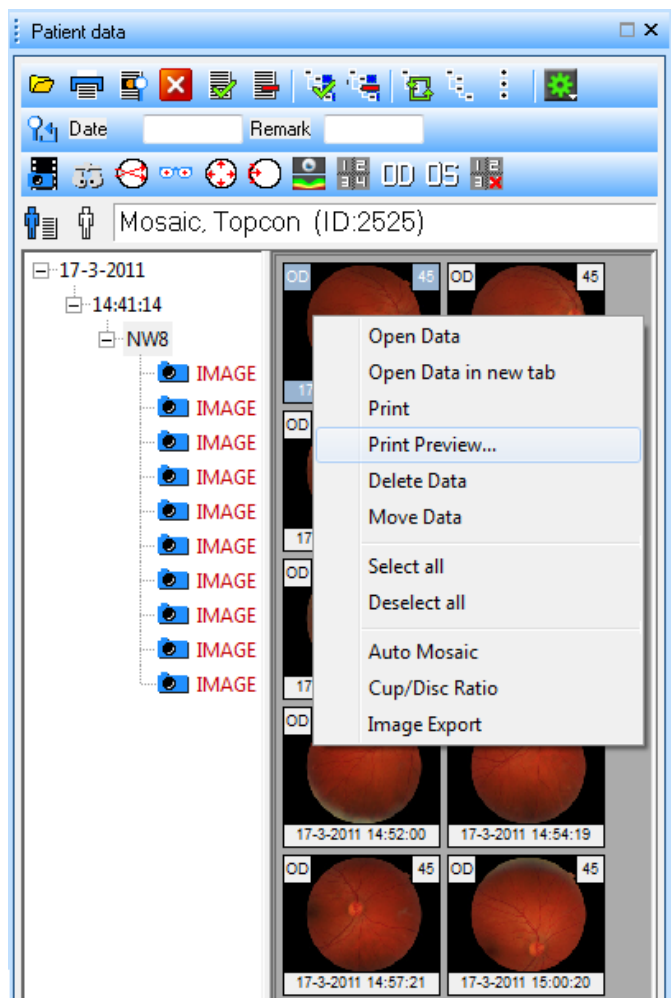 Patient data
Date
Remark
OD OS
Mosaic, Topcon (ID:2525)
17-3-2011
14:41:14
NW8
IMAGE
IMAGE
IMAGE
IMAGE
IMAGE
IMAGE
IMAGE
IMAGE
IMAGE
IMAGE
OD 45 OD 45
17
OD
17
OD
17
OD
Open Data
Open Data in new tab
Print
Print Preview...
Delete Data
Move Data
Select all
Deselect all
Auto Mosaic
Cup/Disc Ratio
Image Export
17-3-2011 14:52:00 17-3-2011 14:54:19
OD 45 OD 45
17-3-2011 14:57:21 17-3-2011 15:00:20